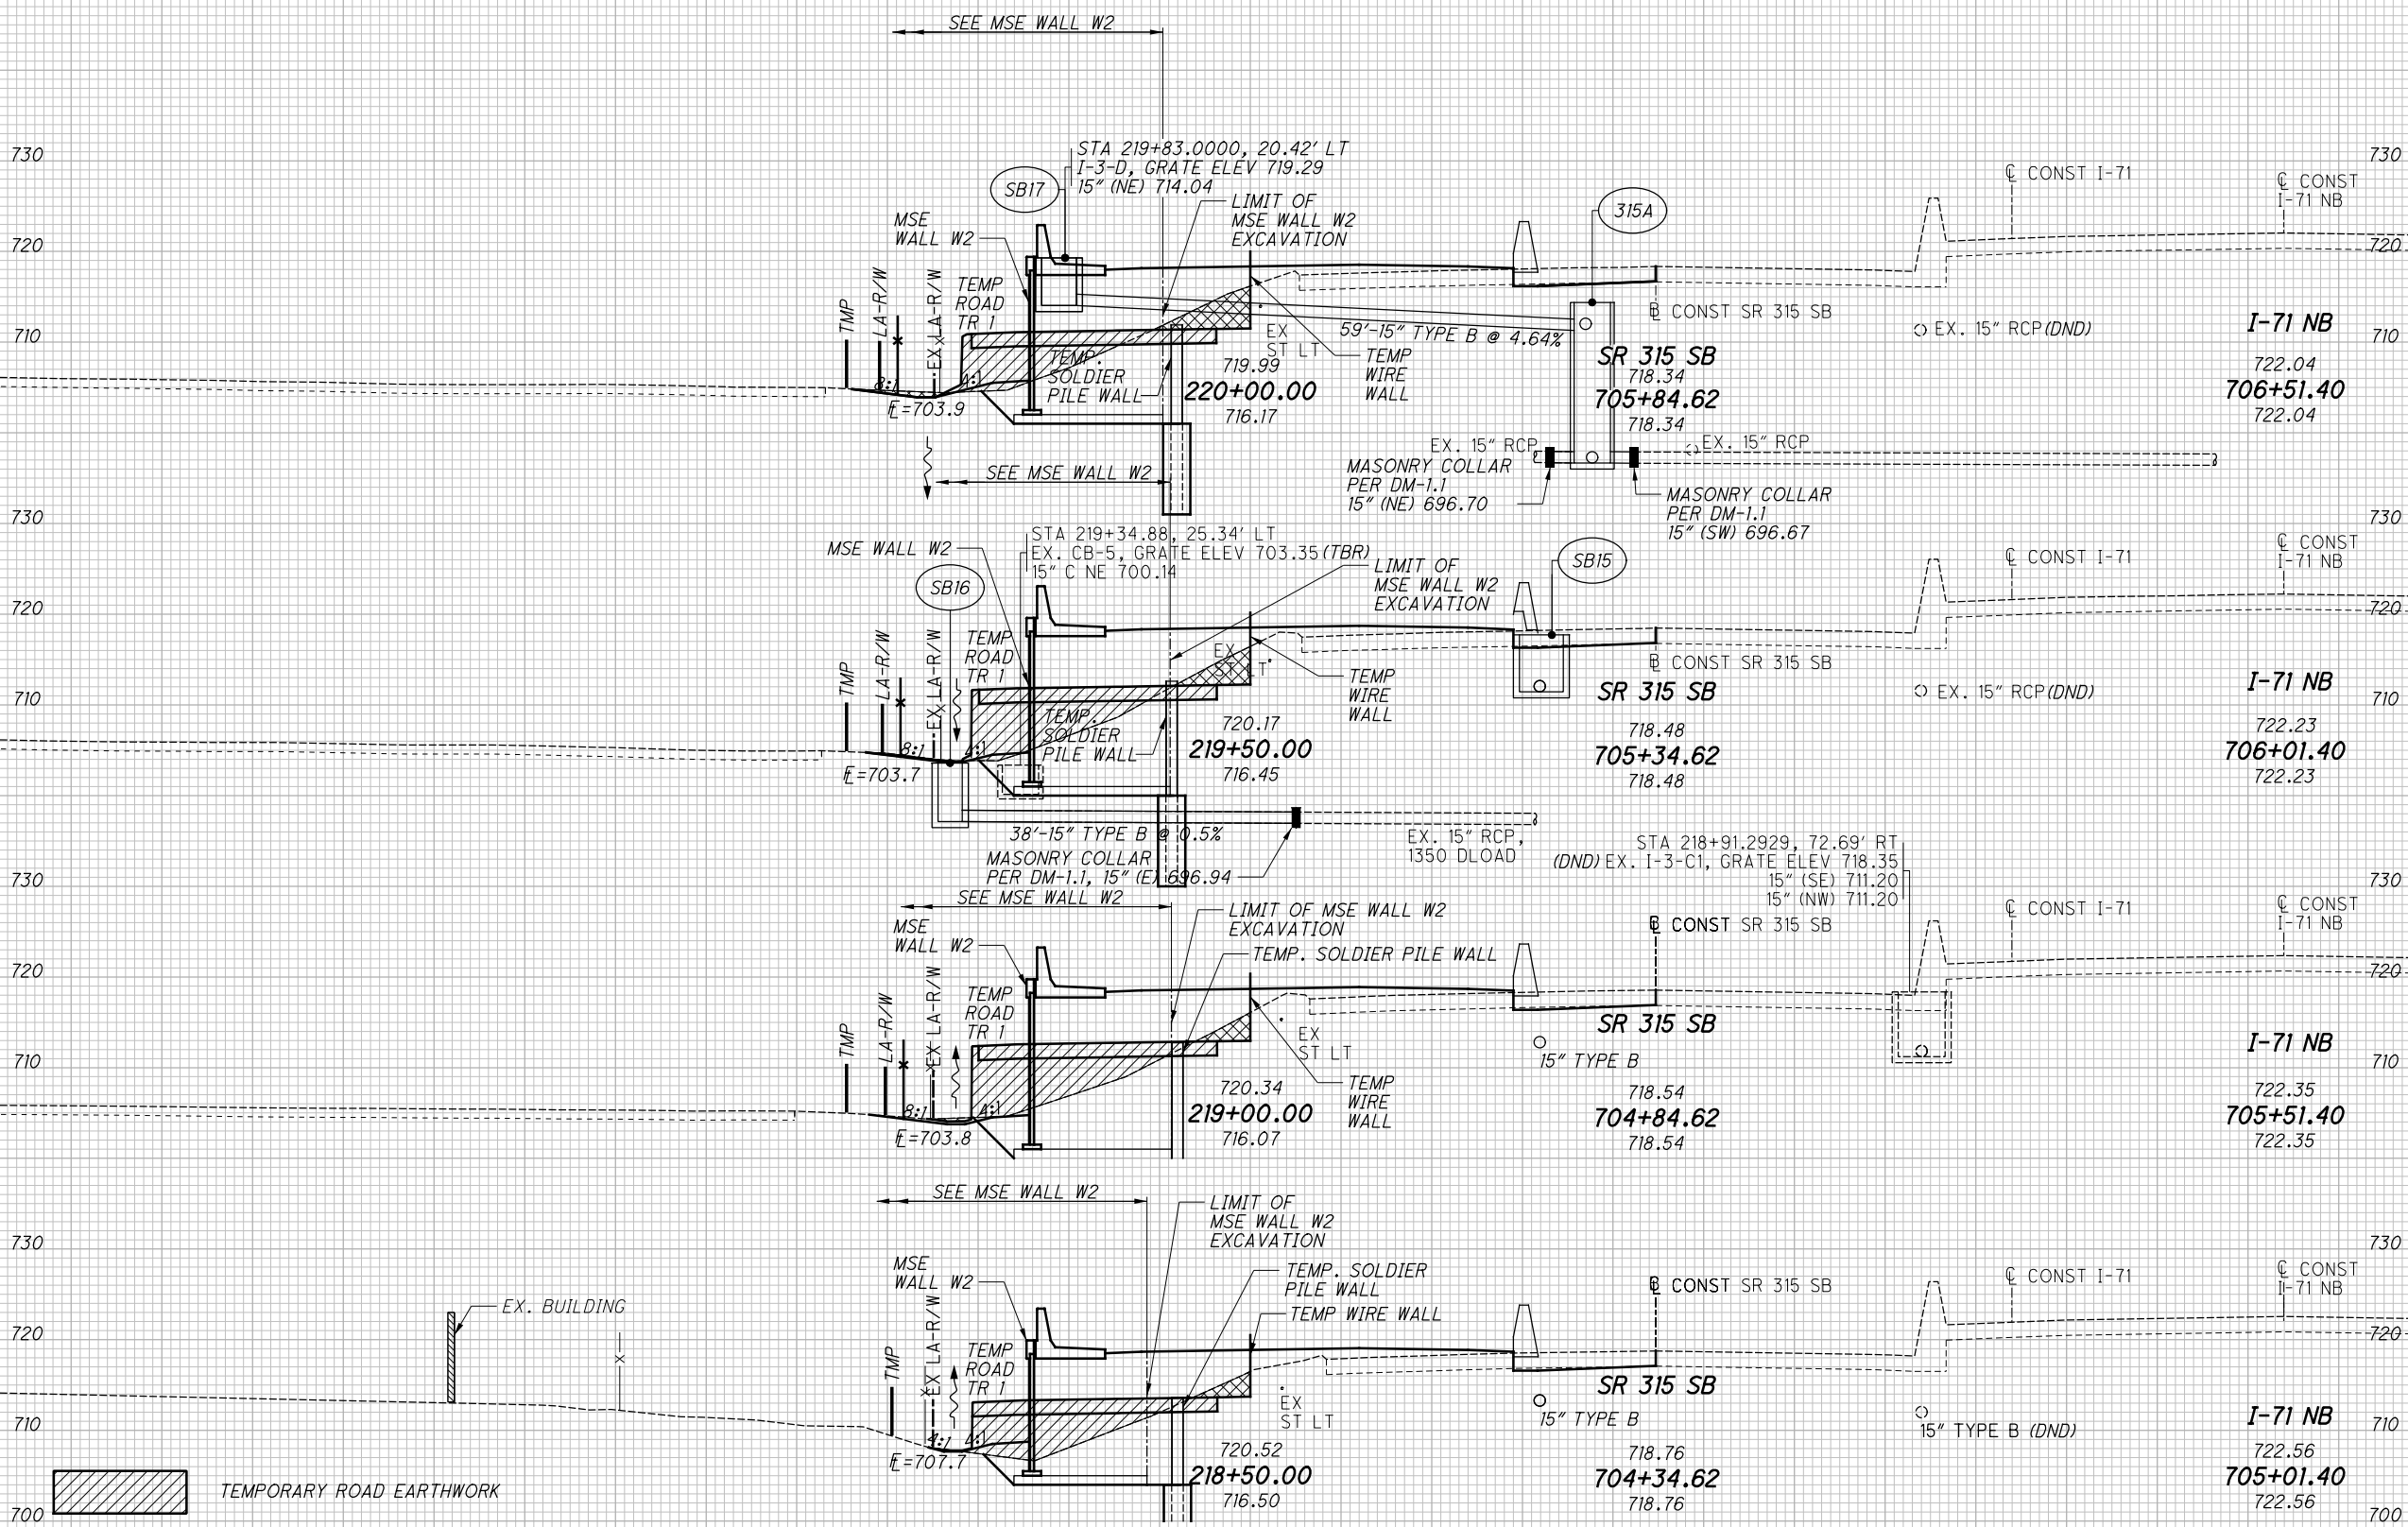 SEE MSE WALL W2
730
STA 219+83.0000, 20.42' LT
I-3-D, GRATE ELEV 719.29
15" (NE) 714.04
SB17
LIMIT OF
MSE WALL W2
EXCAVATION
315A
℄ CONST I-71
℄ CONST
I-71 NB
730
MSE
WALL W2
720
720
TMP
LA-R/W
EX LA-R/W
TEMP
ROAD
TR 1
710
8:1
4:1
℄=703.9
TEMP.
SOLDIER
PILE WALL
EX
ST LT
719.99
220+00.00
716.17
59'-15" TYPE B @ 4.64%
TEMP
WIRE
WALL
℄ CONST SR 315 SB
SR 315 SB
718.34
705+84.62
718.34
EX. 15" RCP (DND)
I-71 NB
710
722.04
706+51.40
722.04
EX. 15" RCP
EX. 15" RCP
MASONRY COLLAR
PER DM-1.1
15" (NE) 696.70
MASONRY COLLAR
PER DM-1.1
15" (SW) 696.67
SEE MSE WALL W2
730
730
STA 219+34.88, 25.34' LT
EX. CB-5, GRATE ELEV 703.35 (TBR)
15" C NE 700.14
MSE WALL W2
SB16
LIMIT OF
MSE WALL W2
EXCAVATION
SB15
℄ CONST I-71
℄ CONST
I-71 NB
720
720
TMP
LA-R/W
EX LA-R/W
TEMP
ROAD
TR 1
EX
ST LT
TEMP
WIRE
WALL
℄ CONST SR 315 SB
SR 315 SB
EX. 15" RCP (DND)
I-71 NB
710
710
8:1
4:1
℄=703.7
TEMP.
SOLDIER
PILE WALL
720.17
219+50.00
716.45
718.48
705+34.62
718.48
722.23
706+01.40
722.23
38'-15" TYPE B @ 0.5%
MASONRY COLLAR
PER DM-1.1, 15" (E) 696.94
EX. 15" RCP,
1350 DLOAD
STA 218+91.2929, 72.69' RT
(DND) EX. I-3-C1, GRATE ELEV 718.35
15" (SE) 711.20
15" (NW) 711.20
730
730
SEE MSE WALL W2
MSE
WALL W2
LIMIT OF MSE WALL W2
EXCAVATION
TEMP. SOLDIER PILE WALL
℄ CONST SR 315 SB
℄ CONST I-71
℄ CONST
I-71 NB
720
720
TMP
LA-R/W
EX LA-R/W
TEMP
ROAD
TR 1
EX
ST LT
TEMP
WIRE
WALL
SR 315 SB
15" TYPE B
I-71 NB
710
710
8:1
4:1
℄=703.8
720.34
219+00.00
716.07
718.54
704+84.62
718.54
722.35
705+51.40
722.35
SEE MSE WALL W2
730
730
LIMIT OF
MSE WALL W2
EXCAVATION
MSE
WALL W2
TEMP. SOLDIER
PILE WALL
TEMP WIRE WALL
℄ CONST SR 315 SB
℄ CONST I-71
℄ CONST
I-71 NB
EX. BUILDING
720
720
TMP
EX LA-R/W
TEMP
ROAD
TR 1
EX
ST LT
SR 315 SB
15" TYPE B
15" TYPE B (DND)
I-71 NB
710
710
4:1
4:1
℄=707.7
720.52
218+50.00
716.50
718.76
704+34.62
718.76
722.56
705+01.40
722.56
TEMPORARY ROAD EARTHWORK
700
700